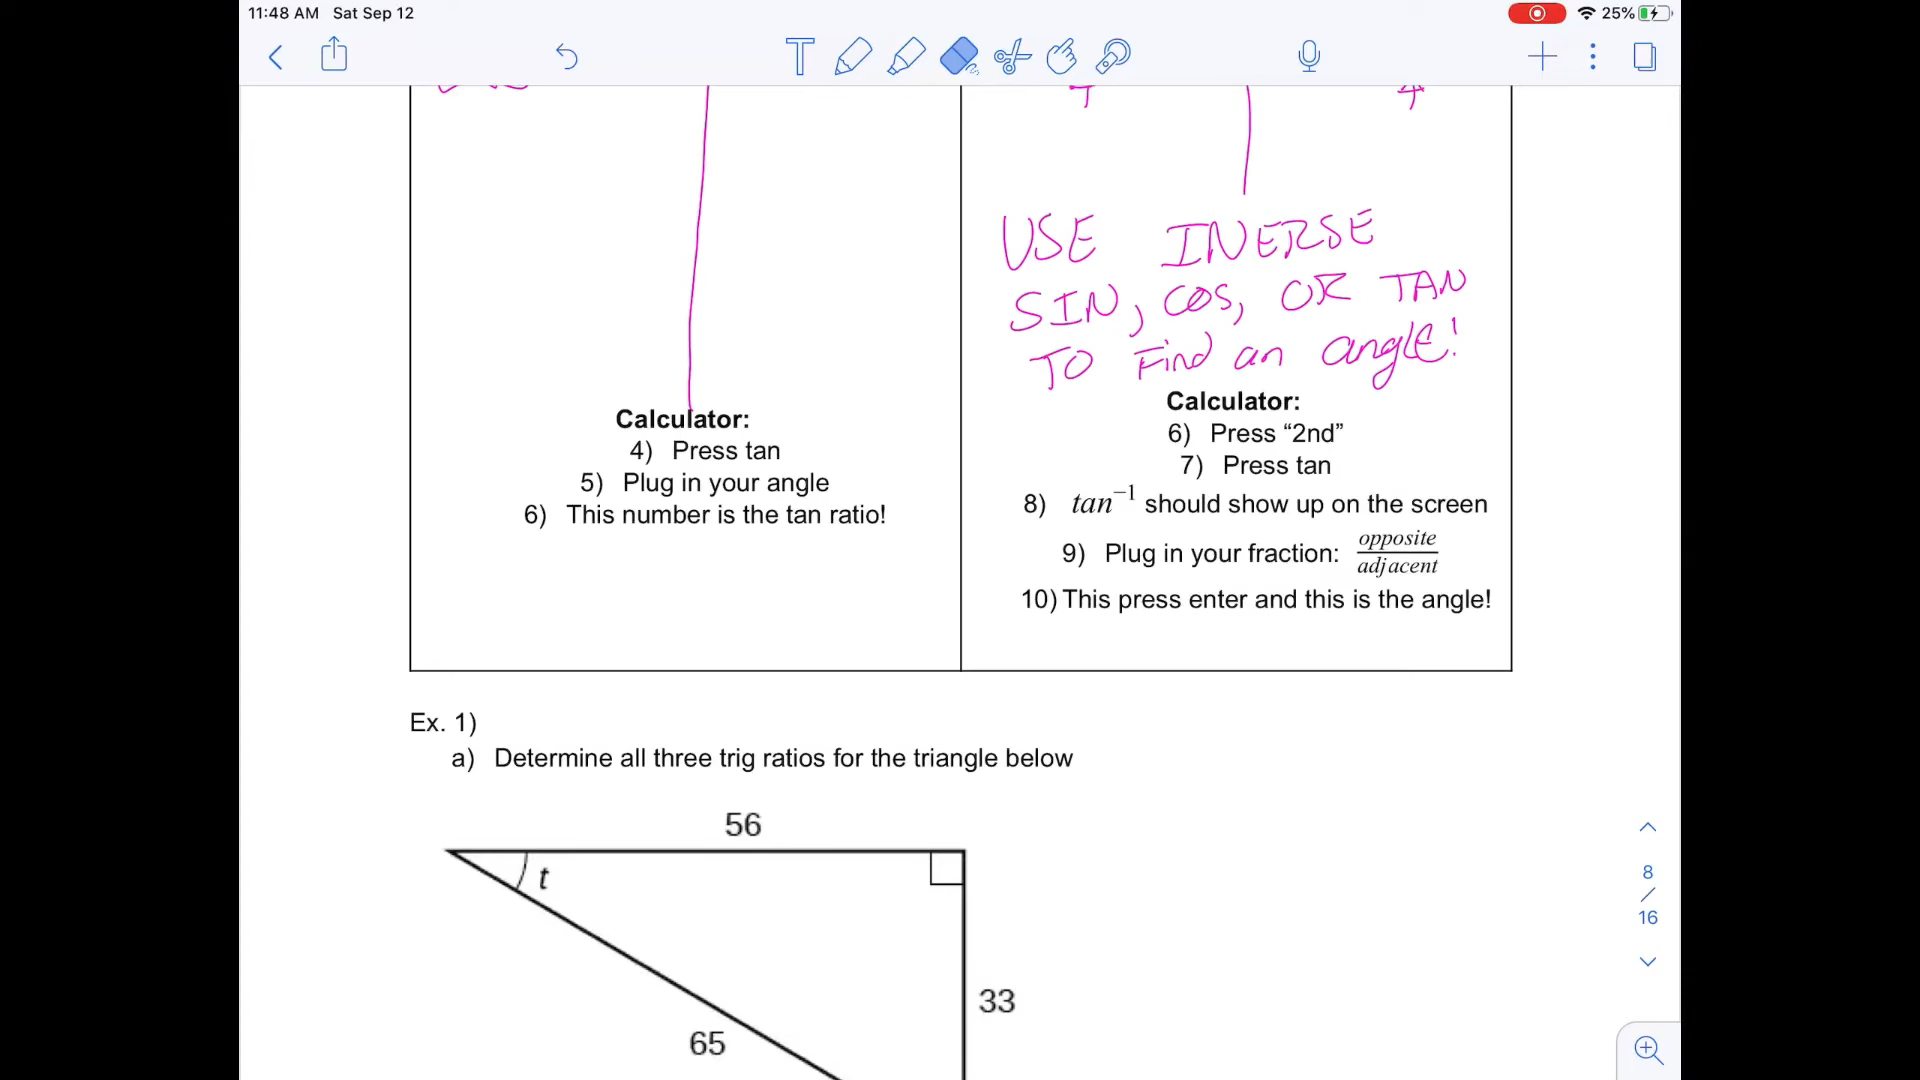 11:48 AM Sat Sep 12
25%
T
USE INERSE
SIN, COS, OR TAN
TO Find an angle!
Calculator:
4) Press tan
5) Plug in your angle
6) This number is the tan ratio!
Calculator:
6) Press “2nd”
7) Press tan
8) tan⁻¹ should show up on the screen
9) Plug in your fraction: opposite
adjacent
10) This press enter and this is the angle!
Ex. 1)
a) Determine all three trig ratios for the triangle below
56
t
33
65
8
/
16